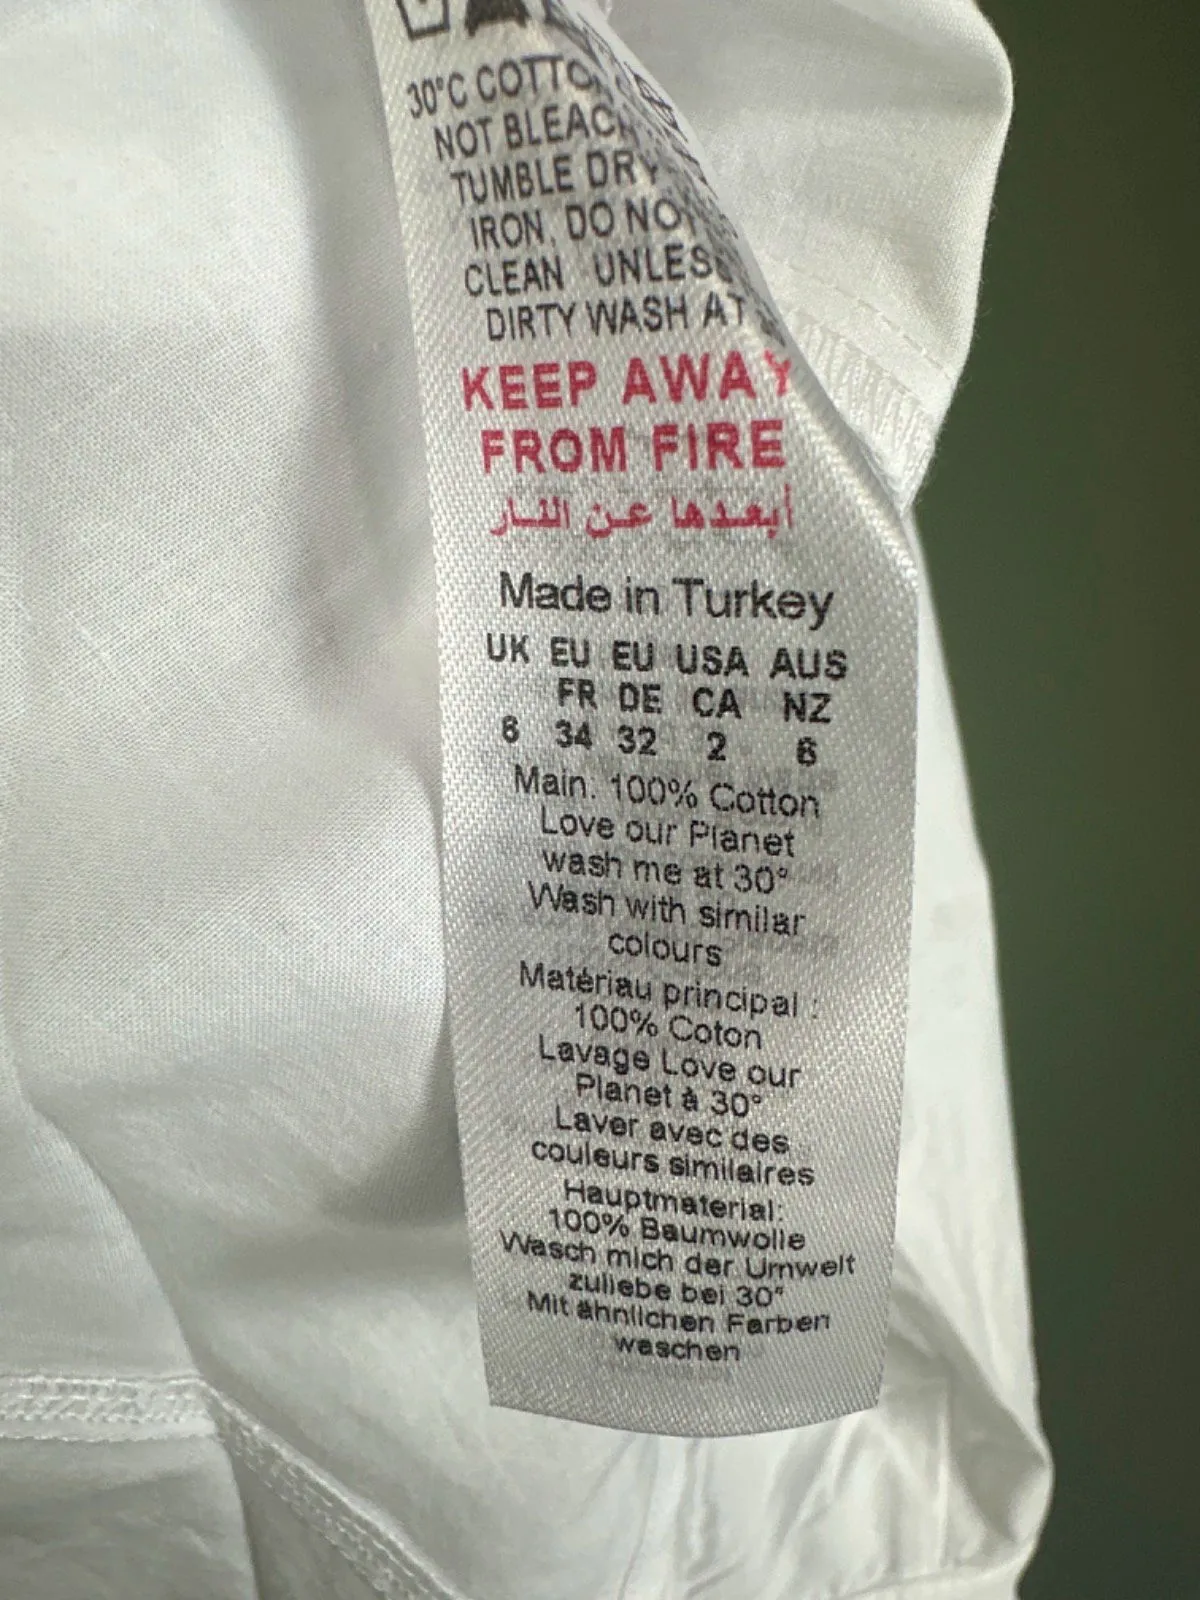 30°C COTTO
NOT BLEACH
TUMBLE DRY
IRON. DO NOT
CLEAN UNLESS
DIRTY WASH AT
KEEP AWAY
FROM FIRE
أبعدها عن النار
Made in Turkey
UK EU EU USA AUS
FR DE CA NZ
6 34 32 2 6
Main. 100% Cotton
Love our Planet
wash me at 30°
Wash with similar
colours
Matériau principal :
100% Coton
Lavage Love our
Planet à 30°
Laver avec des
couleurs similaires
Hauptmaterial:
100% Baumwolle
Wasch mich der Umwelt
zuliebe bei 30°
Mit ähnlichen Farben
waschen